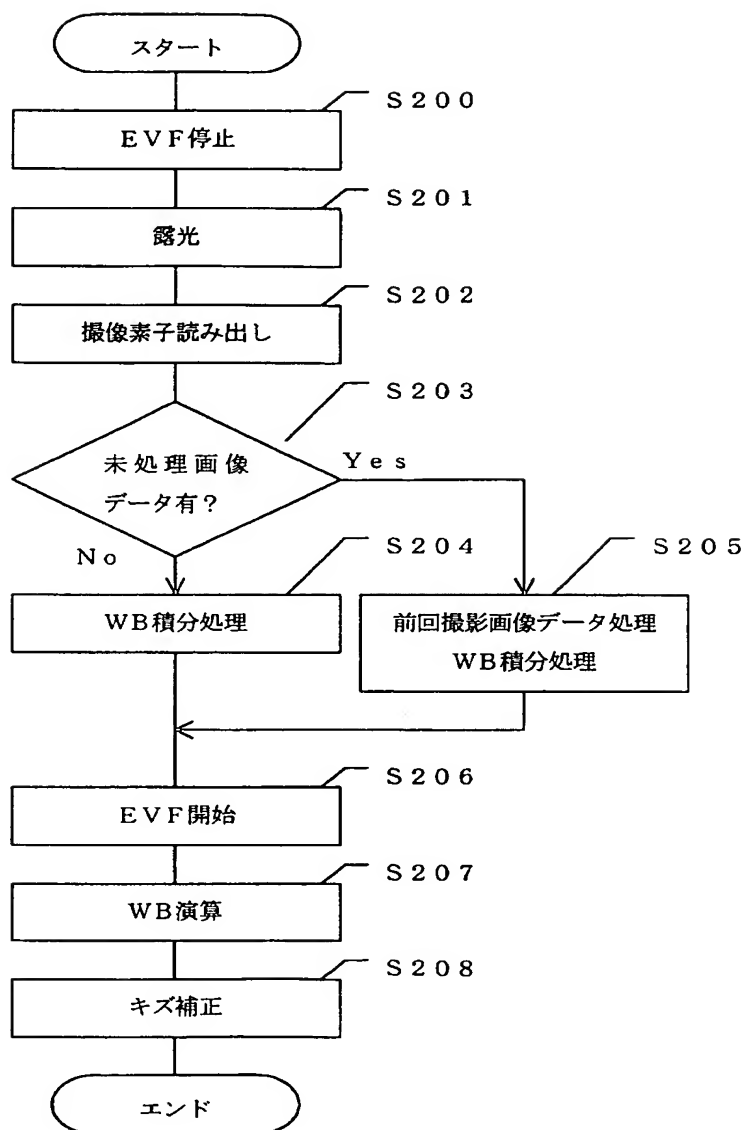 スタート
S200
EVF停止
S201
露光
S202
撮像素子読み出し
S203
未処理画像
データ有?
Yes
No
S204
WB積分処理
S205
前回撮影画像データ処理
WB積分処理
S206
EVF開始
S207
WB演算
S208
キズ補正
エンド